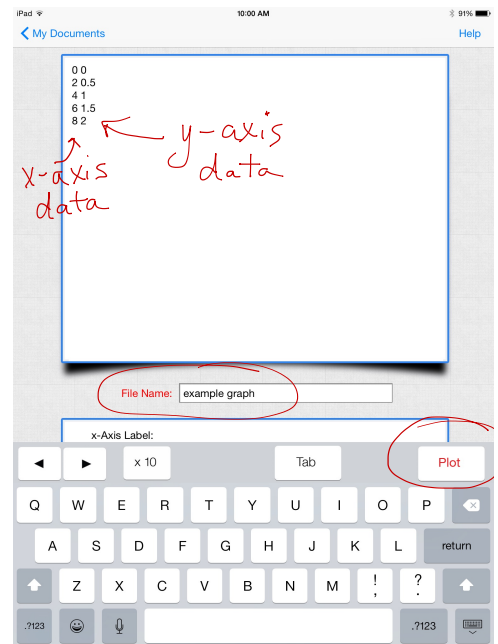 iPad 10:00 AM 91%
My Documents Help
0 0
2 0.5
4 1
6 1.5
8 2
y-axis
data
x-axis
data
File Name: example graph
x-Axis Label:
◀ ▶ x 10 Tab Plot
Q W E R T Y U I O P
A S D F G H J K L return
Z X C V B N M ! , ? .
.?123 .?123